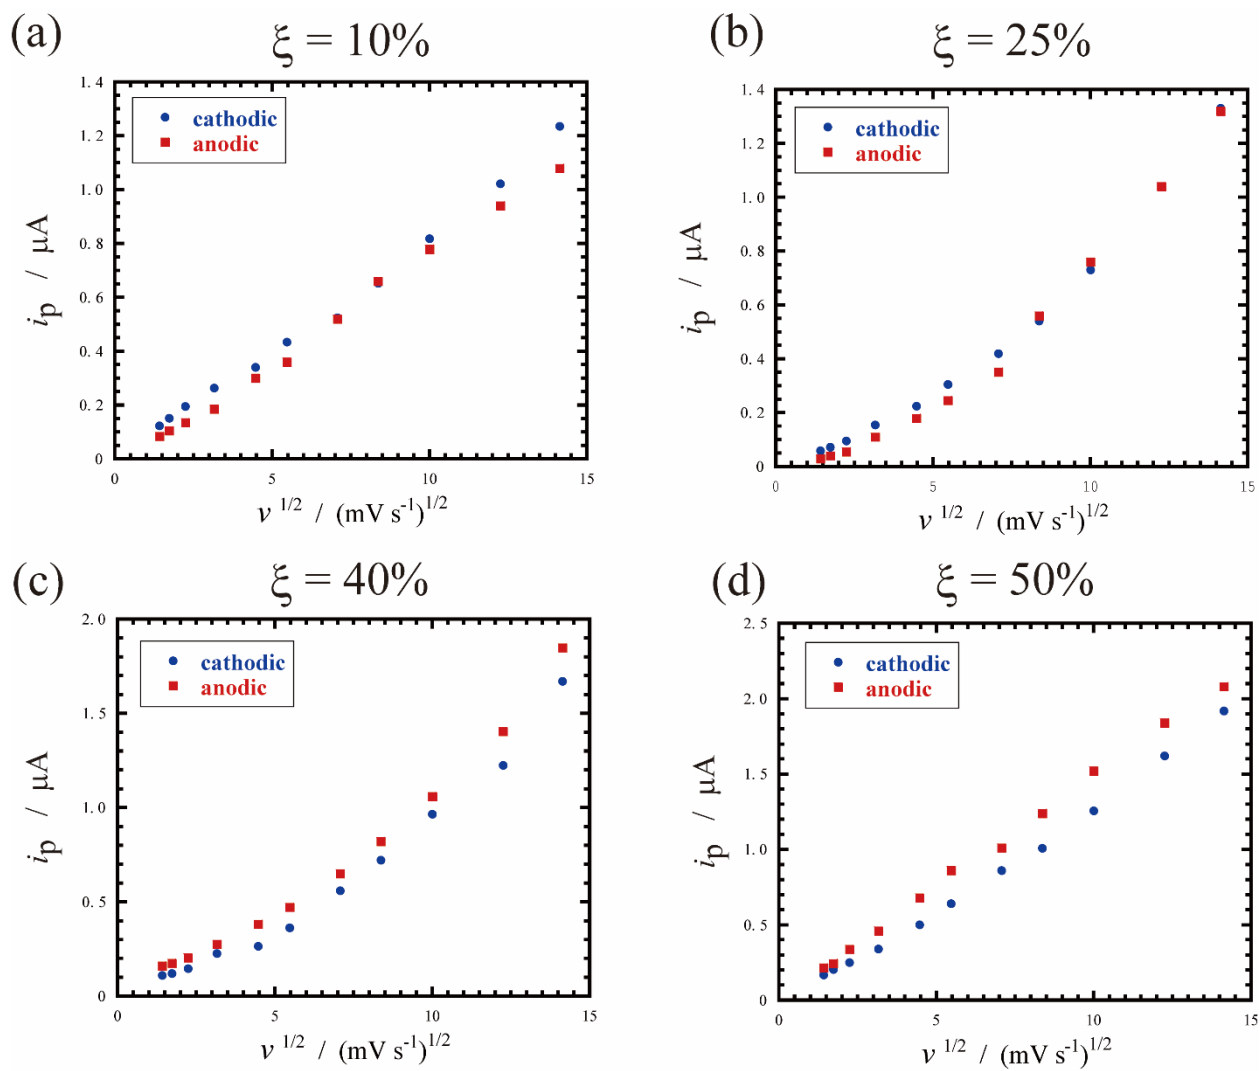 (a)
ξ = 10%
1.4
1.2
1.0
0.8
0.6
0.4
0.2
0
cathodic
anodic
i_p / μA
0 5 10 15
v^{1/2} / (mV s^{-1})^{1/2}
(b)
ξ = 25%
1.4
1.2
1.0
0.8
0.6
0.4
0.2
0
cathodic
anodic
i_p / μA
0 5 10 15
v^{1/2} / (mV s^{-1})^{1/2}
(c)
ξ = 40%
2.0
1.5
1.0
0.5
0
cathodic
anodic
i_p / μA
0 5 10 15
v^{1/2} / (mV s^{-1})^{1/2}
(d)
ξ = 50%
2.5
2.0
1.5
1.0
0.5
0
cathodic
anodic
i_p / μA
0 5 10 15
v^{1/2} / (mV s^{-1})^{1/2}